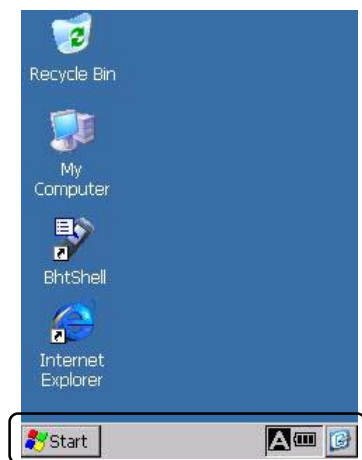 Recycle Bin
My
Computer
BhtShell
Internet
Explorer
Start
A